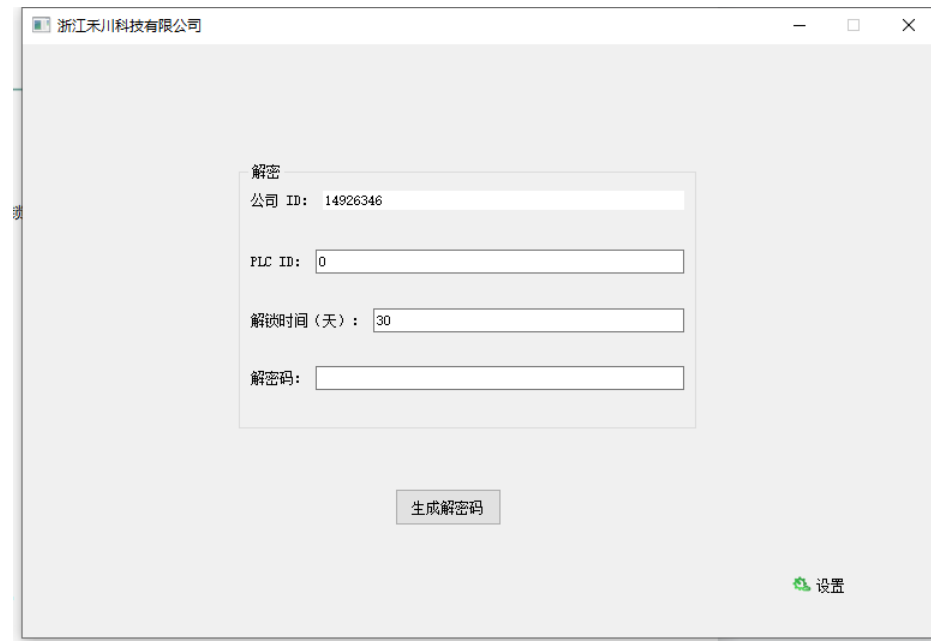 浙江禾川科技有限公司
解密
公司 ID： 14926346
PLC ID： 0
解锁时间（天）： 30
解密码：
生成解密码
设置